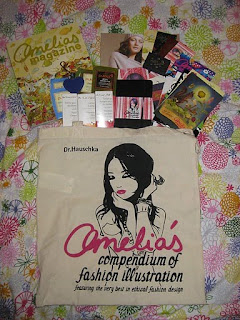 Amelia's
magazine
Dr.Hauschka
Amelia's
compendium of
fashion illustration
featuring the very best in ethical fashion design